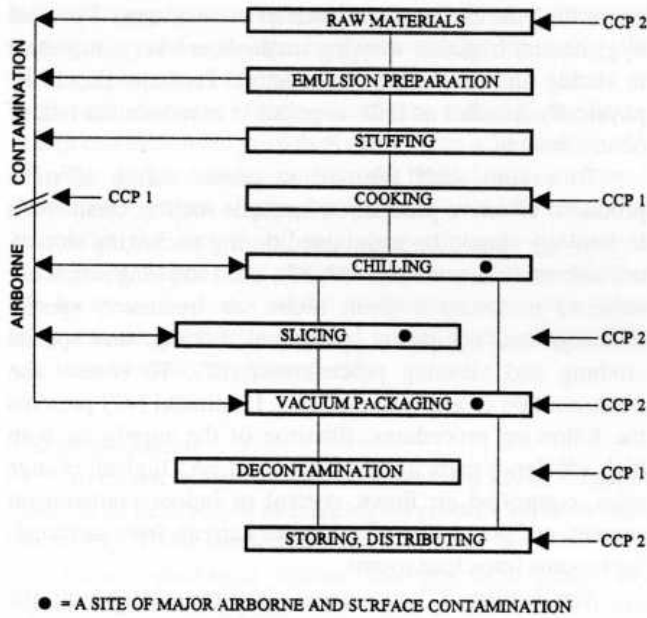 RAW MATERIALS CCP 2
EMULSION PREPARATION
STUFFING
CCP 1 COOKING CCP 1
CHILLING
SLICING CCP 2
VACUUM PACKAGING CCP 2
DECONTAMINATION CCP 1
STORING, DISTRIBUTING CCP 2
AIRBORNE CONTAMINATION
● = A SITE OF MAJOR AIRBORNE AND SURFACE CONTAMINATION